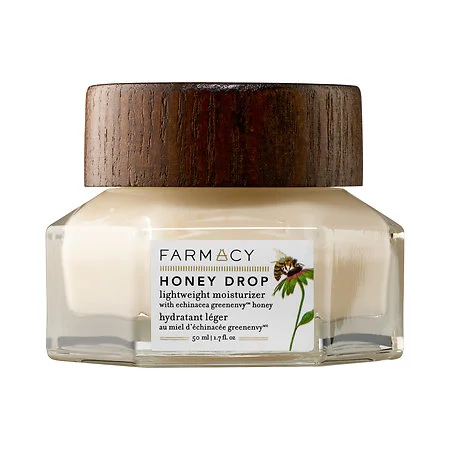 FARMACY
HONEY DROP
lightweight moisturizer
with echinacea greenenvy™ honey
hydratant léger
au miel d'échinacée greenenvyᴹᶜ
50 ml | 1.7 fl. oz